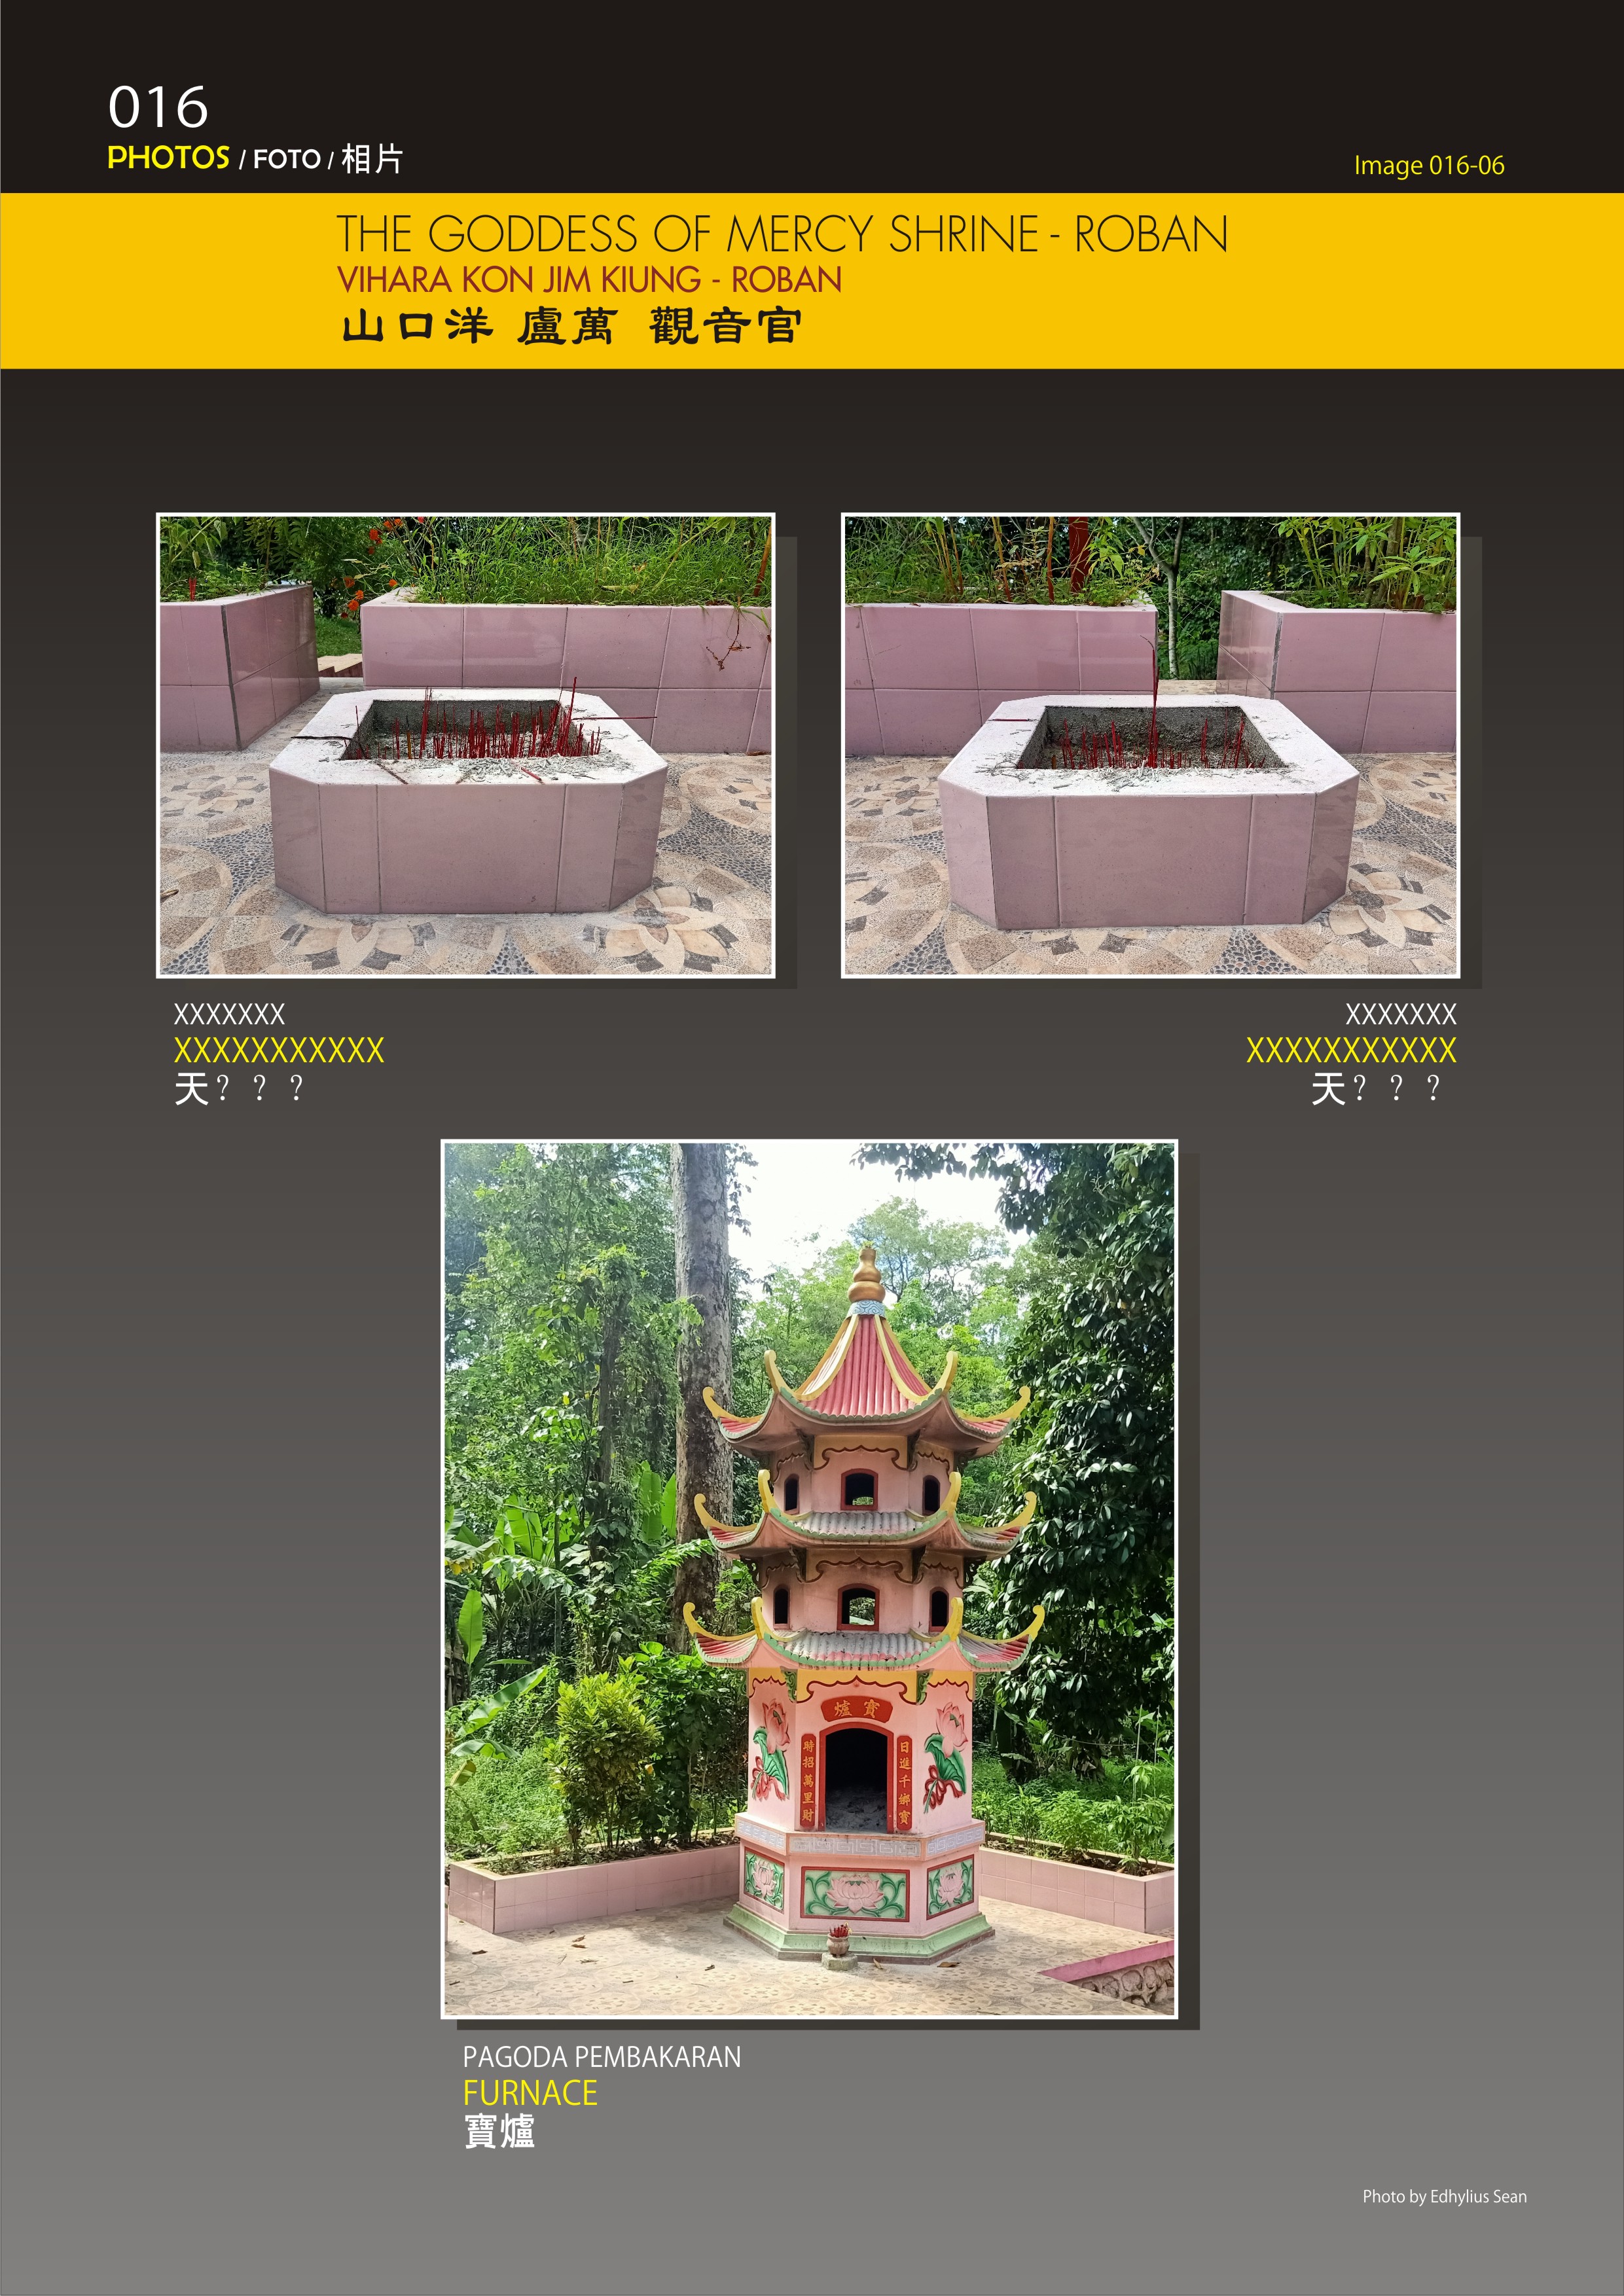 016
PHOTOS / FOTO / 相片
Image 016-06
THE GODDESS OF MERCY SHRINE - ROBAN
VIHARA KON JIM KIUNG - ROBAN
山口洋 盧萬 觀音官
XXXXXXX
XXXXXXXXXXX
天？？？
XXXXXXX
XXXXXXXXXXX
天？？？
爐寶
時招萬里財
日進千鄉寶
PAGODA PEMBAKARAN
FURNACE
寶爐
Photo by Edhylius Sean